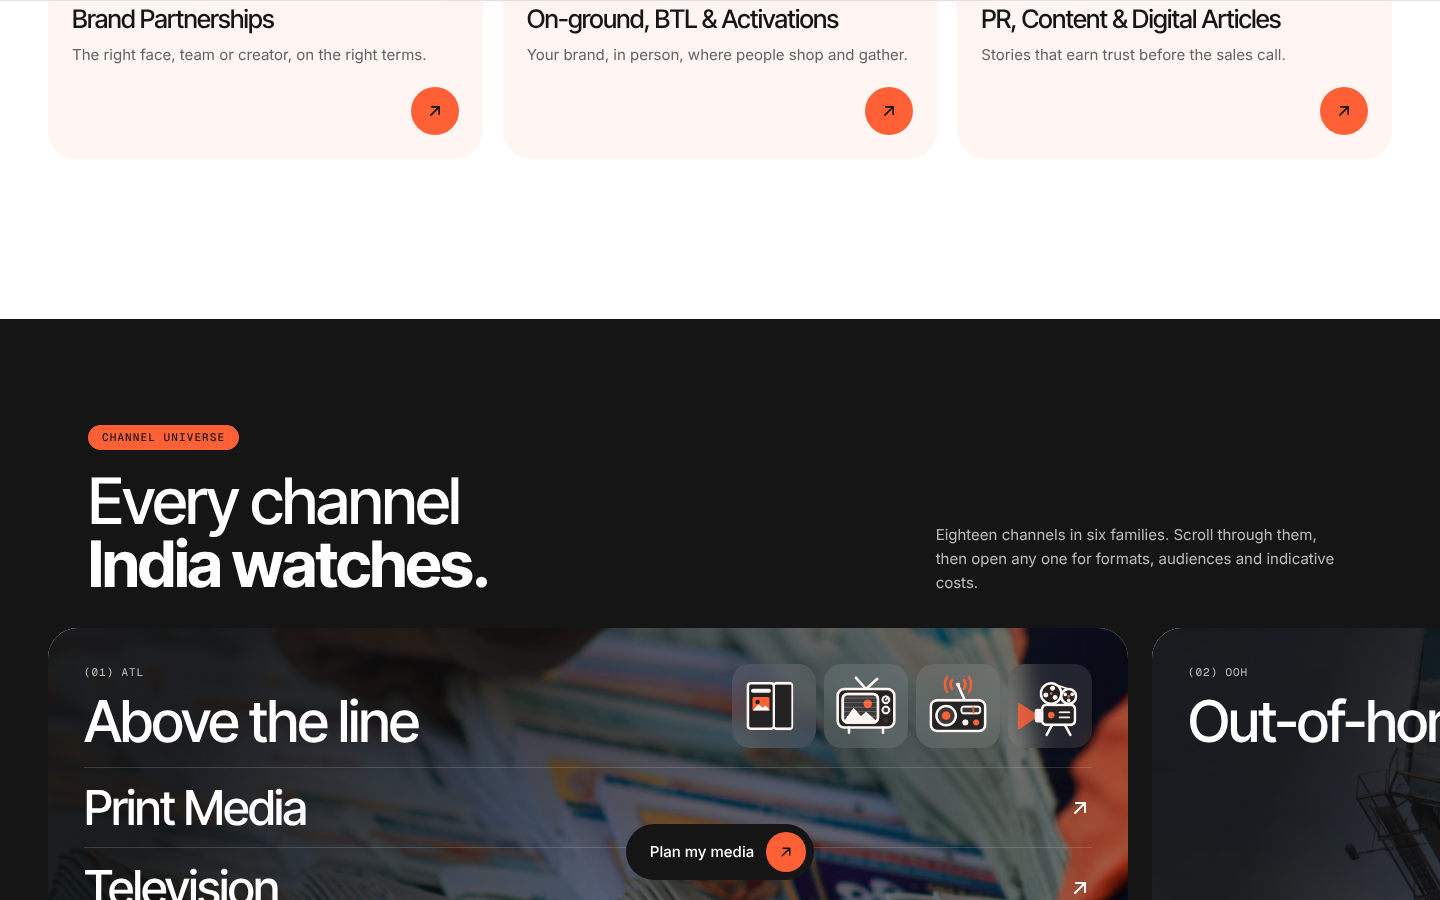 Brand Partnerships
The right face, team or creator, on the right terms.
On-ground, BTL & Activations
Your brand, in person, where people shop and gather.
PR, Content & Digital Articles
Stories that earn trust before the sales call.
CHANNEL UNIVERSE
Every channel
India watches.
Eighteen channels in six families. Scroll through them,
then open any one for formats, audiences and indicative
costs.
(01) ATL
Above the line
Print Media
Television
(02) OOH
Out-of-hor
Plan my media